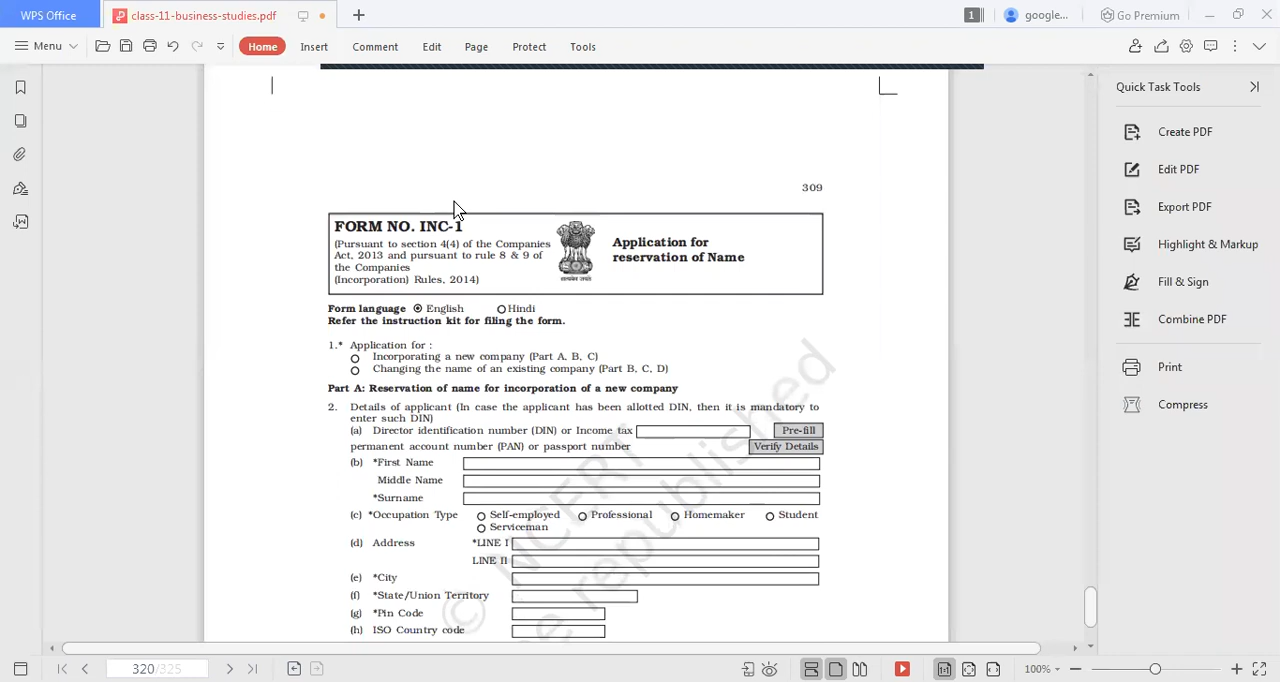 WPS Office
class-11-business-studies.pdf
1
google...
Go Premium
Menu
Home
Insert
Comment
Edit
Page
Protect
Tools
Quick Task Tools
Create PDF
Edit PDF
Export PDF
Highlight & Markup
Fill & Sign
Combine PDF
Print
Compress
309
FORM NO. INC-1
(Pursuant to section 4(4) of the Companies
Act, 2013 and pursuant to rule 8 & 9 of
the Companies
(Incorporation) Rules, 2014)
सत्यमेव जयते
Application for
reservation of Name
Form language English Hindi
Refer the instruction kit for filing the form.
1.* Application for :
Incorporating a new company (Part A, B, C)
Changing the name of an existing company (Part B, C, D)
Part A: Reservation of name for incorporation of a new company
2. Details of applicant (In case the applicant has been allotted DIN, then it is mandatory to
enter such DIN)
(a) Director identification number (DIN) or Income tax Pre-fill
permanent account number (PAN) or passport number Verify Details
(b) *First Name
Middle Name
*Surname
(c) *Occupation Type Self-employed Professional Homemaker Student
Serviceman
(d) Address *LINE I
LINE II
(e) *City
(f) *State/Union Territory
(g) *Pin Code
(h) ISO Country code
© NCERT
be republished
320/325
100%